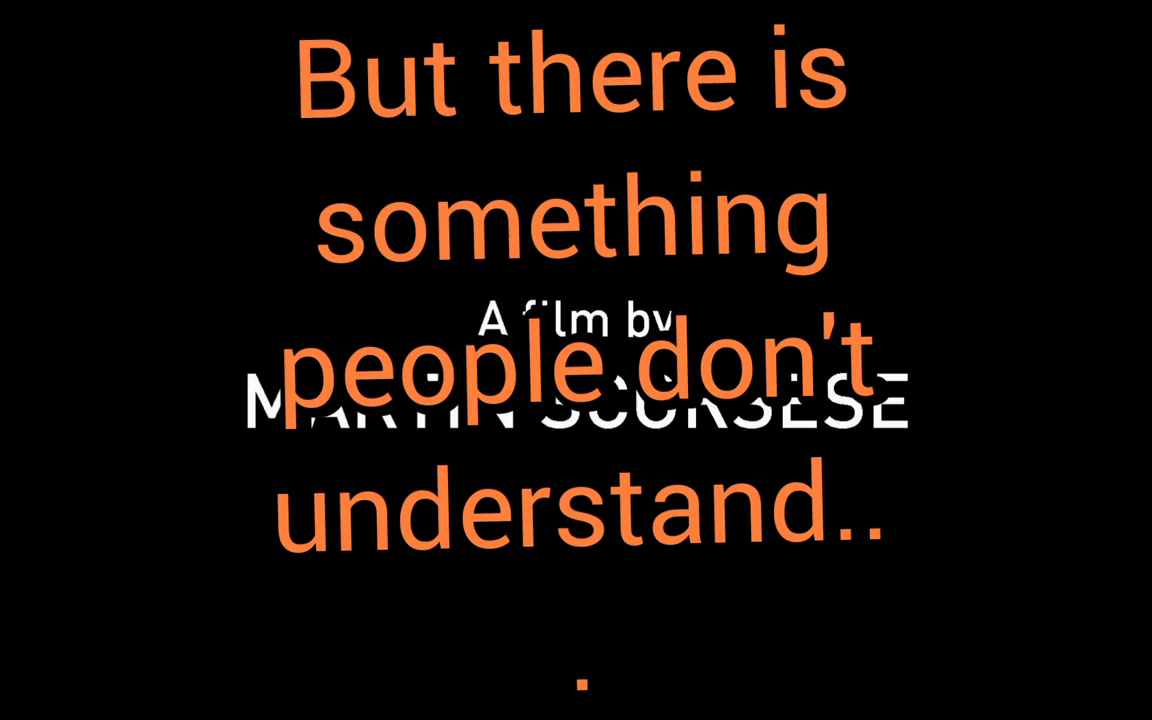 But there is
something
A film by
people don't
MARTIN SCORSESE
understand..
.